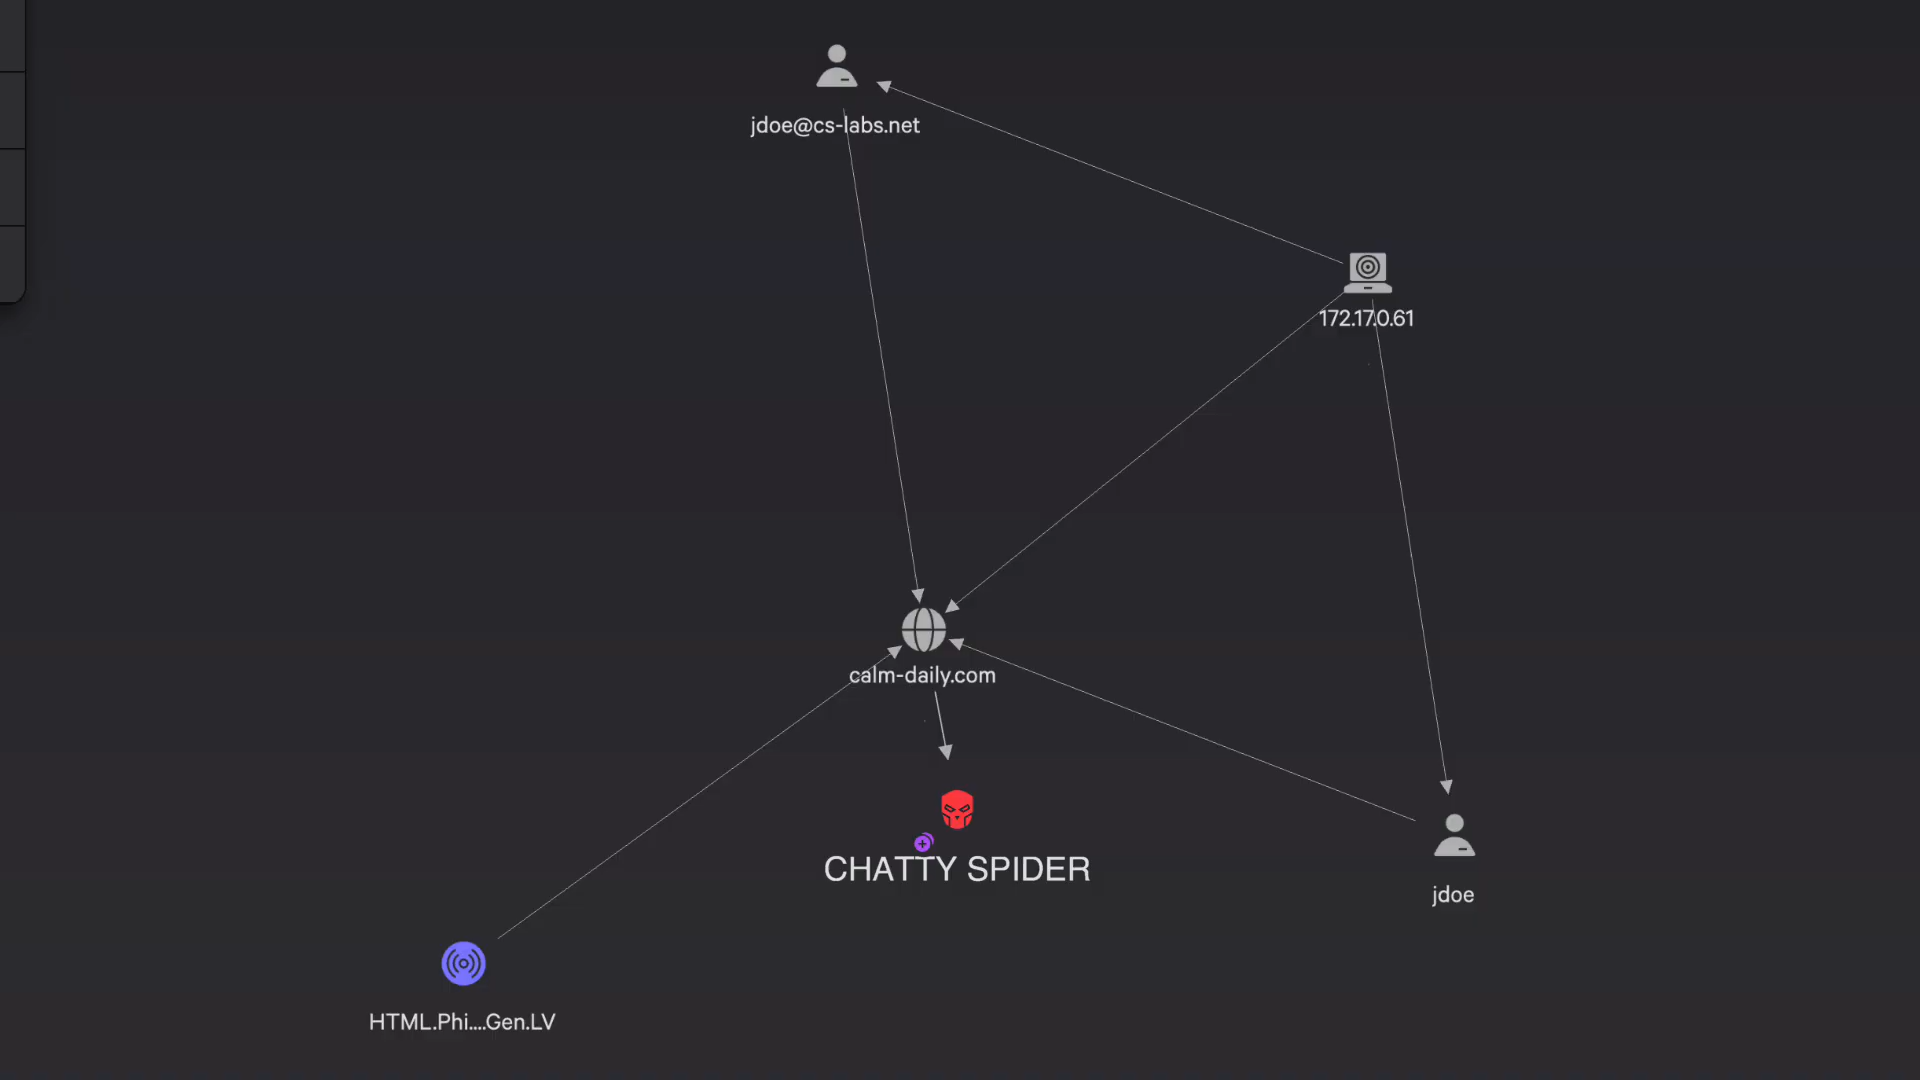 jdoe@cs-labs.net
172.17.0.61
calm-daily.com
CHATTY SPIDER
jdoe
HTML.Phi....Gen.LV